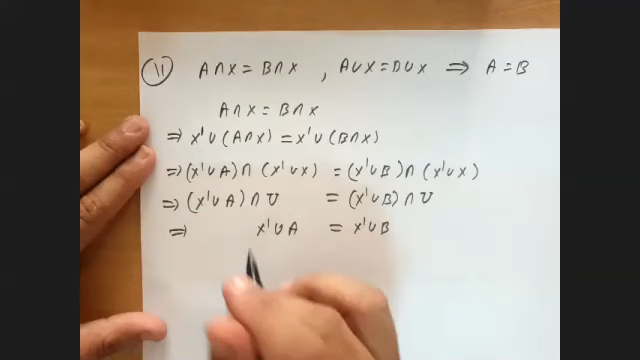 11 A∩X = B∩X , A∪X = B∪X ⇒ A = B
A∩X = B∩X
⇒ X' ∪ (A∩X) = X' ∪ (B∩X)
⇒ (X'∪A) ∩ (X'∪X) = (X'∪B) ∩ (X'∪X)
⇒ (X'∪A) ∩ U = (X'∪B) ∩ U
⇒ X'∪A = X'∪B